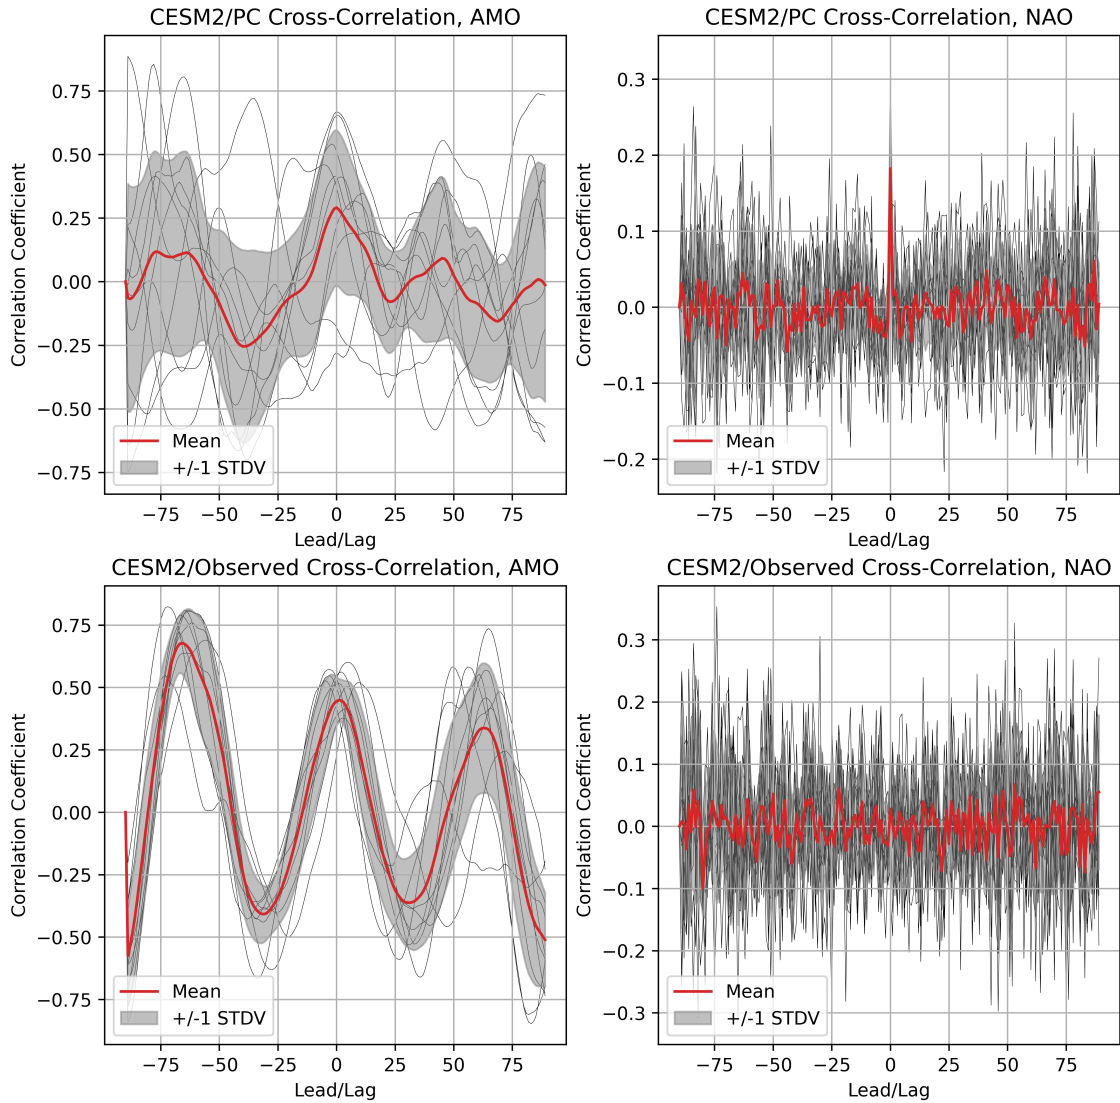 CESM2/PC Cross-Correlation, AMO
Correlation Coefficient
0.75
0.50
0.25
0.00
−0.25
−0.50
−0.75
Mean
+/-1 STDV
−75 −50 −25 0 25 50 75
Lead/Lag
CESM2/PC Cross-Correlation, NAO
Correlation Coefficient
0.3
0.2
0.1
0.0
−0.1
−0.2
Mean
+/-1 STDV
−75 −50 −25 0 25 50 75
Lead/Lag
CESM2/Observed Cross-Correlation, AMO
Correlation Coefficient
0.75
0.50
0.25
0.00
−0.25
−0.50
−0.75
Mean
+/-1 STDV
−75 −50 −25 0 25 50 75
Lead/Lag
CESM2/Observed Cross-Correlation, NAO
Correlation Coefficient
0.3
0.2
0.1
0.0
−0.1
−0.2
−0.3
Mean
+/-1 STDV
−75 −50 −25 0 25 50 75
Lead/Lag